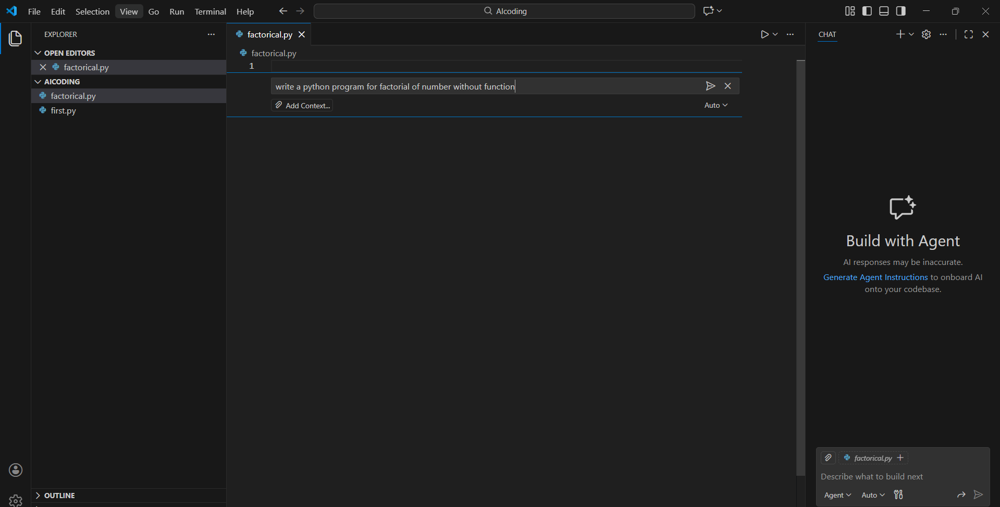 File Edit Selection View Go Run Terminal Help AIcoding
EXPLORER
OPEN EDITORS
factorical.py
AICODING
factorical.py
first.py
OUTLINE
factorical.py
factorical.py
1
write a python program for factorial of number without function
Add Context... Auto
CHAT
Build with Agent
AI responses may be inaccurate.
Generate Agent Instructions to onboard AI
onto your codebase.
factorical.py
Describe what to build next
Agent Auto